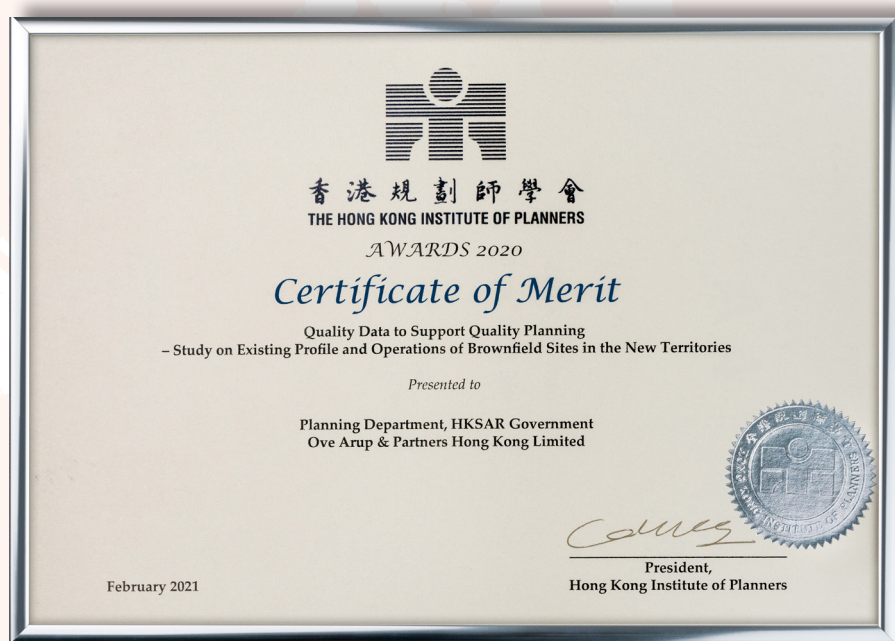 香港規劃師學會
THE HONG KONG INSTITUTE OF PLANNERS
AWARDS 2020
Certificate of Merit
Quality Data to Support Quality Planning
– Study on Existing Profile and Operations of Brownfield Sites in the New Territories
Presented to
Planning Department, HKSAR Government
Ove Arup & Partners Hong Kong Limited
President,
Hong Kong Institute of Planners
February 2021
INSTITUTE OF PLANNERS